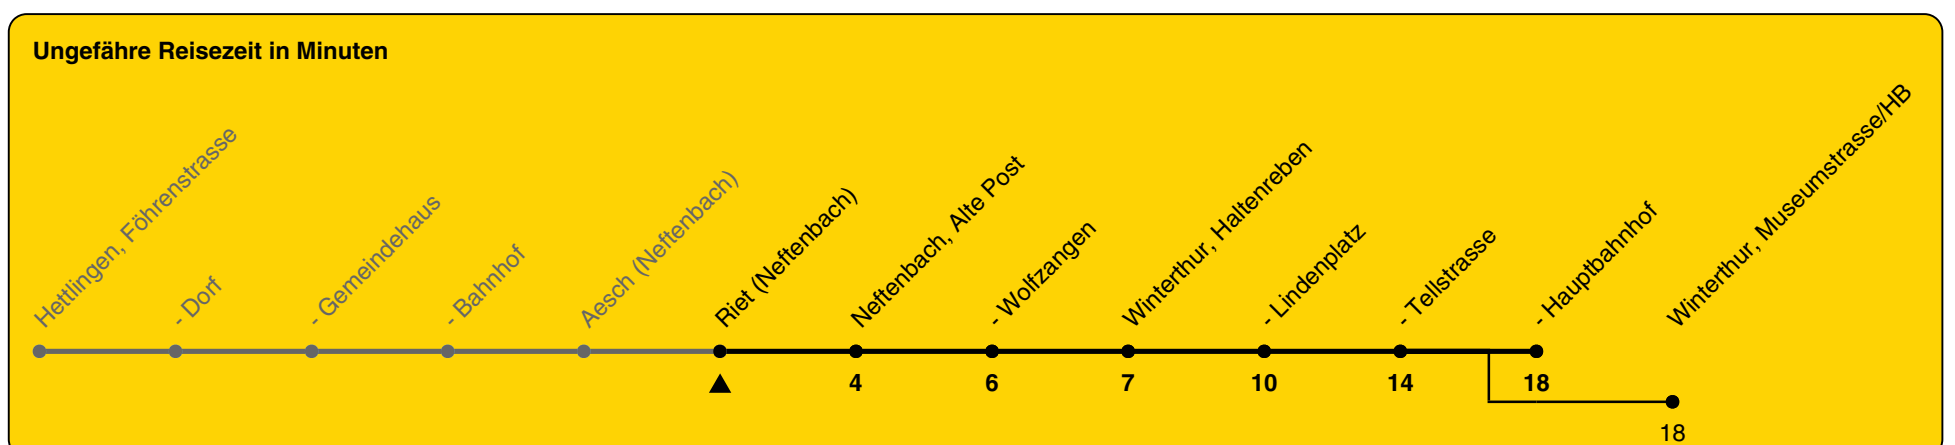 Ungefähre Reisezeit in Minuten
Hettlingen, Föhrenstrasse
- Dorf
- Gemeindehaus
- Bahnhof
Aesch (Neftenbach)
Riet (Neftenbach)
Neftenbach, Alte Post
- Wolfzangen
Winterthur, Haltenreben
- Lindenplatz
- Tellstrasse
- Hauptbahnhof
Winterthur, Museumstrasse/HB
4 6 7 10 14 18
18